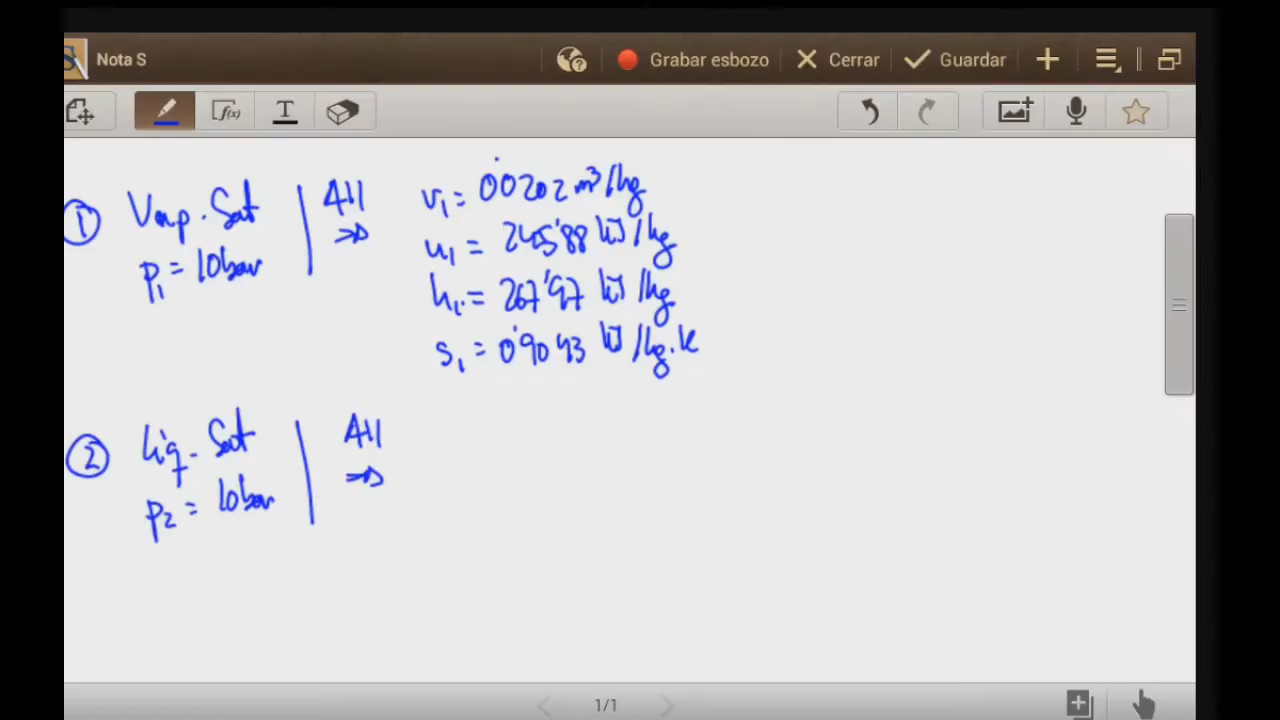 Nota S
Grabar esbozo
Cerrar
Guardar
f(x)
T
① Vap. Sat
p₁ = 10bar
A11
⇒
v₁ = 0'0202 m³/kg
u₁ = 245'88 kJ/kg
h₁ = 267'97 kJ/kg
s₁ = 0'9043 kJ/kg.K
② Líq. Sat
p₂ = 10bar
A11
⇒
1/1